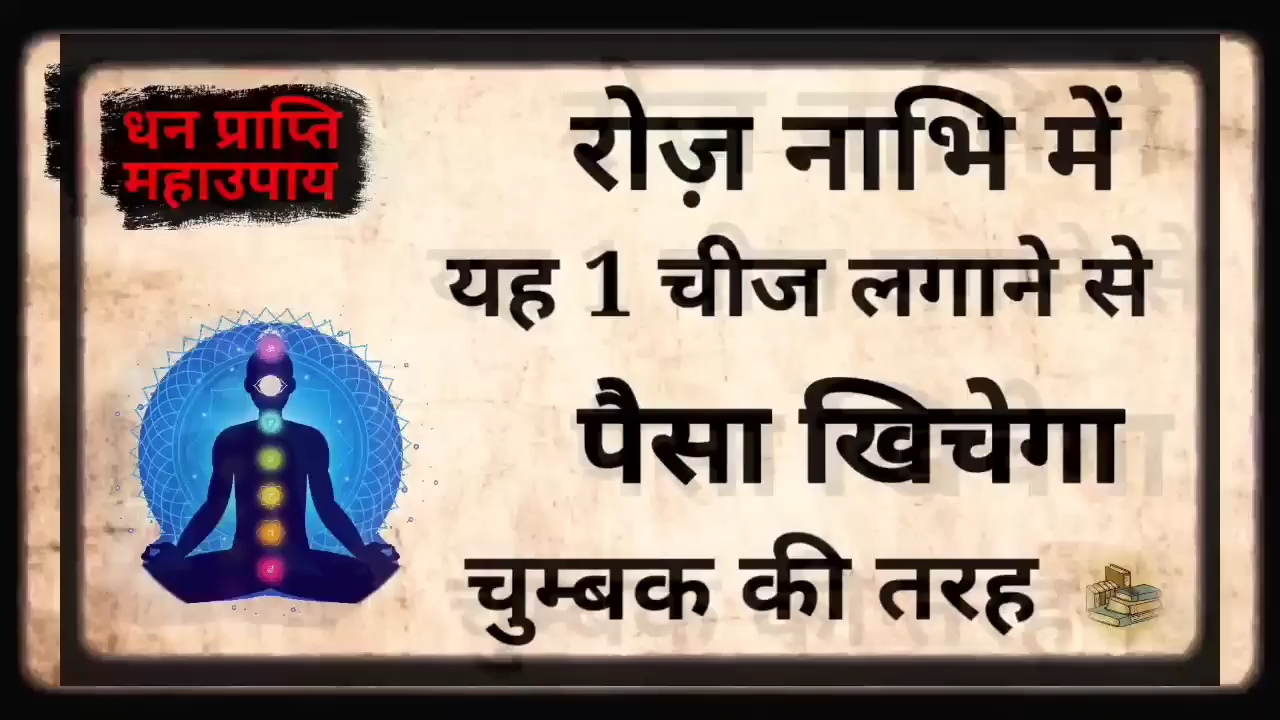 धन प्राप्ति
महाउपाय
रोज़ नाभि में
यह 1 चीज लगाने से
पैसा खिचेगा
चुम्बक की तरह